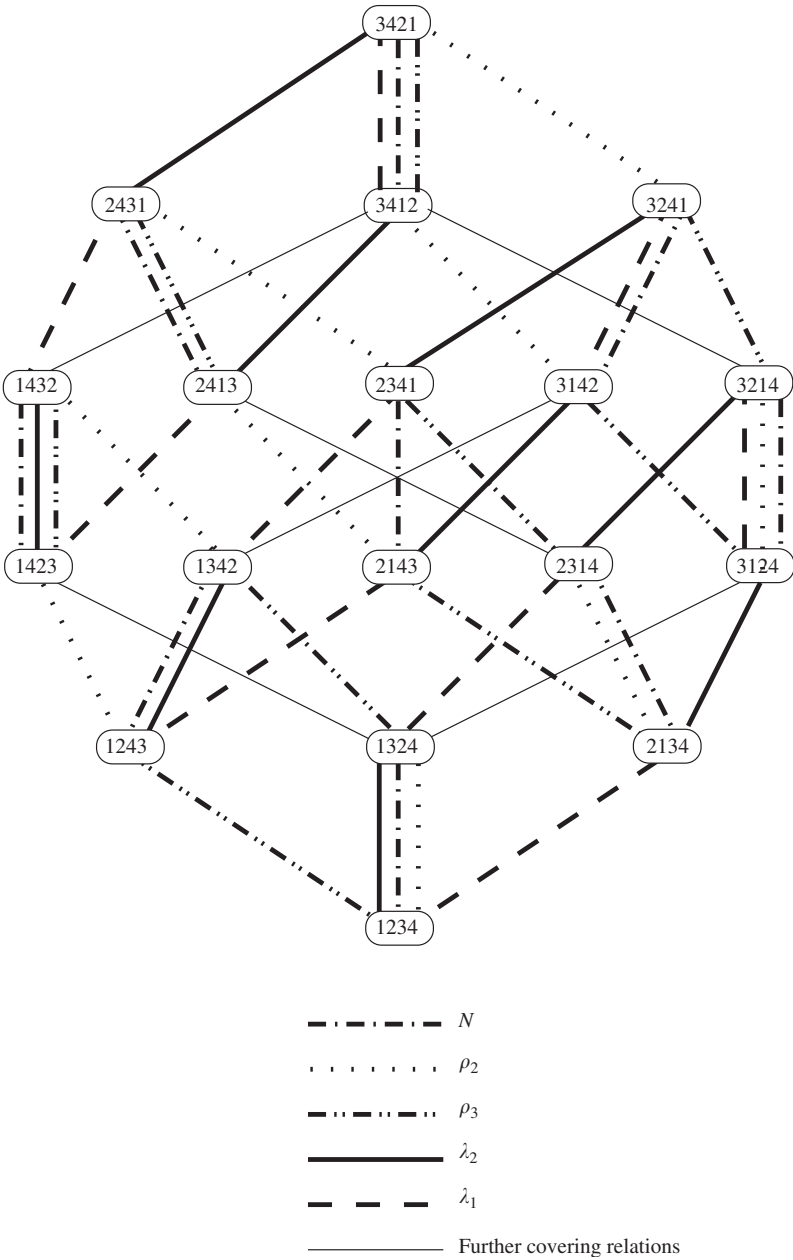 3421
2431 3412 3241
1432 2413 2341 3142 3214
1423 1342 2143 2314 3124
1243 1324 2134
1234
N
ρ2
ρ3
λ2
λ1
Further covering relations